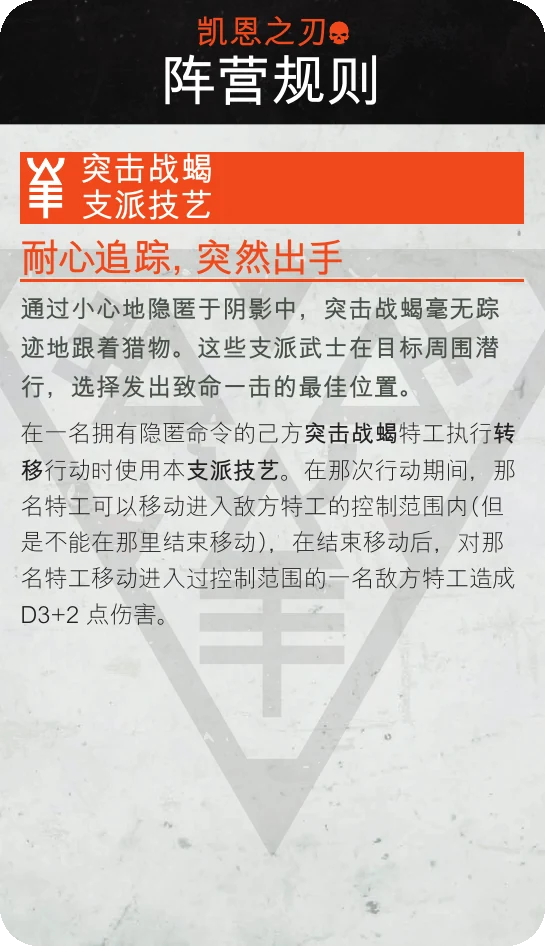 凯恩之刃
阵营规则
突击战蝎
支派技艺
耐心追踪，突然出手
通过小心地隐匿于阴影中，突击战蝎毫无踪
迹地跟着猎物。这些支派武士在目标周围潜
行，选择发出致命一击的最佳位置。
在一名拥有隐匿命令的己方突击战蝎特工执行转
移行动时使用本支派技艺。在那次行动期间，那
名特工可以移动进入敌方特工的控制范围内(但
是不能在那里结束移动)，在结束移动后，对那
名特工移动进入过控制范围的一名敌方特工造成
D3+2 点伤害。